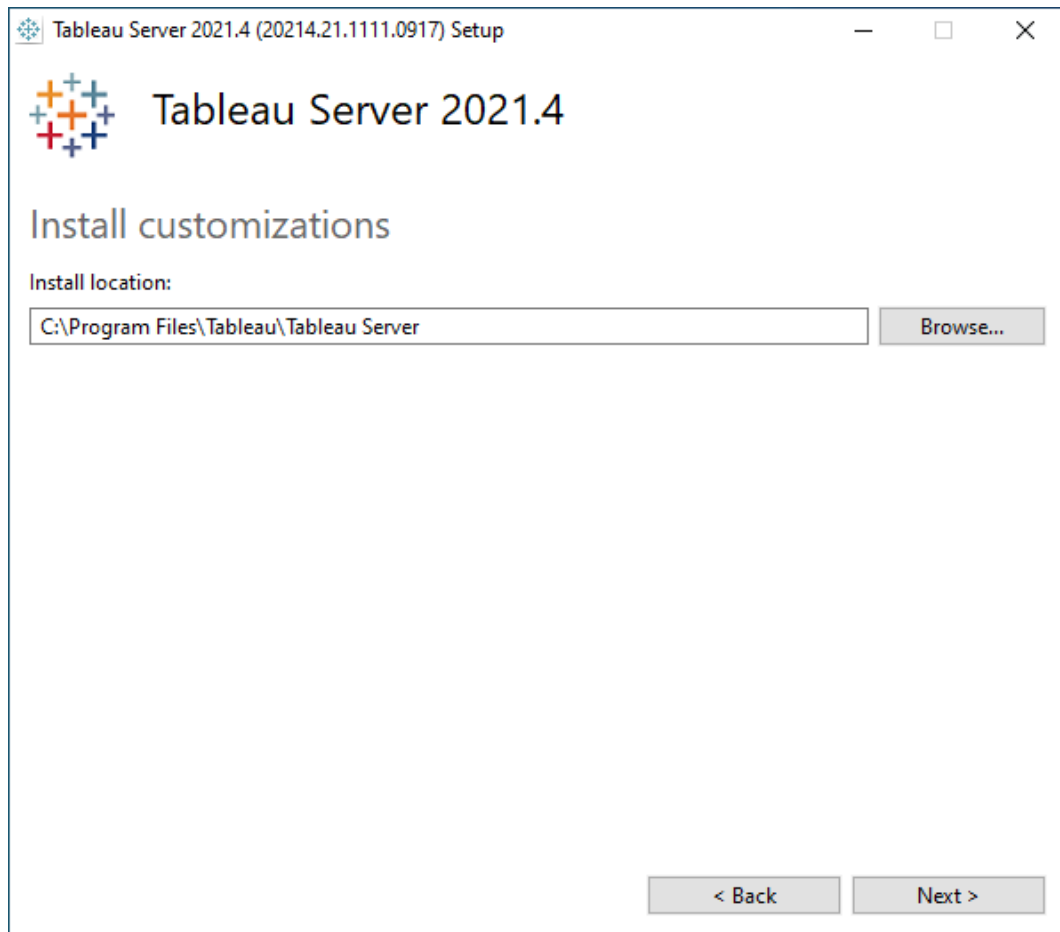 Tableau Server 2021.4 (20214.21.1111.0917) Setup
Tableau Server 2021.4
Install customizations
Install location:
C:\Program Files\Tableau\Tableau Server
Browse...
< Back
Next >